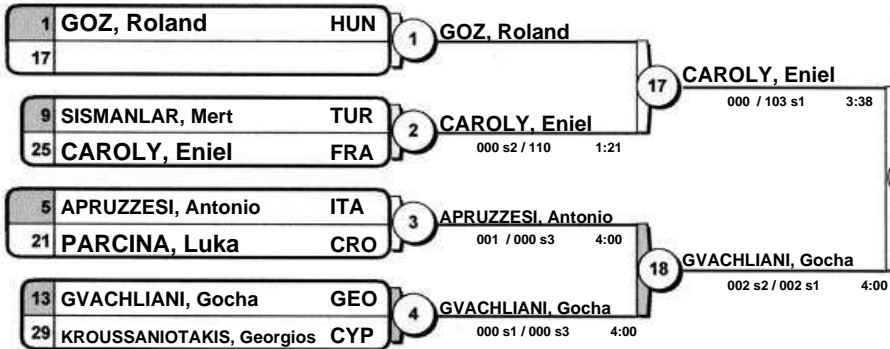 1 GOZ, Roland HUN
17
1 GOZ, Roland
9 SISMANLAR, Mert TUR
25 CAROLY, Eniel FRA
2 CAROLY, Eniel
000 s2 / 110 1:21
17 CAROLY, Eniel
000 / 103 s1 3:38
5 APRUZZESI, Antonio ITA
21 PARCINA, Luka CRO
3 APRUZZESI, Antonio
001 / 000 s3 4:00
13 GVACHLIANI, Gocha GEO
29 KROUSSANIOTAKIS, Georgios CYP
4 GVACHLIANI, Gocha
000 s1 / 000 s3 4:00
18 GVACHLIANI, Gocha
002 s2 / 002 s1 4:00